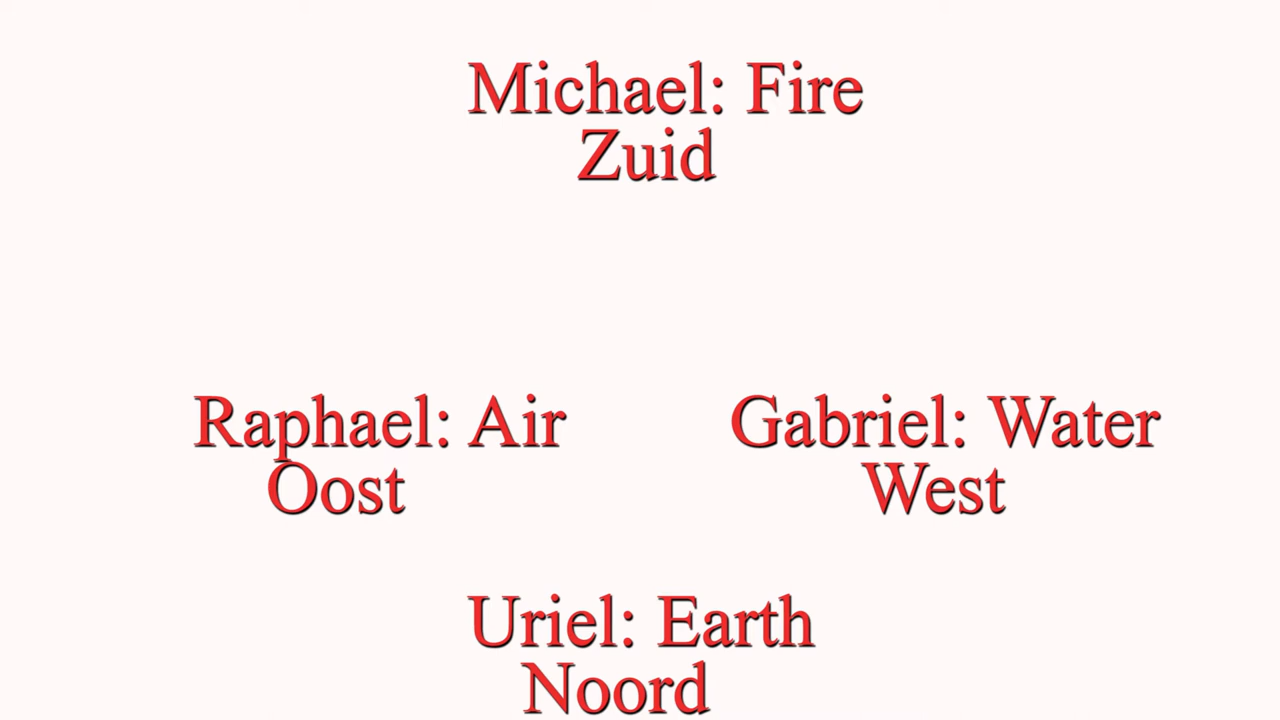 Michael: Fire
Zuid
Raphael: Air
Oost
Gabriel: Water
West
Uriel: Earth
Noord